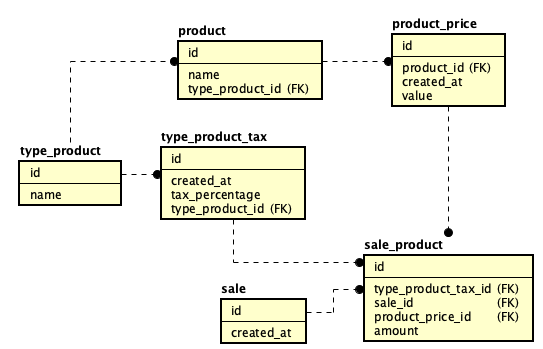 product
id
name
type_product_id (FK)
product_price
id
product_id (FK)
created_at
value
type_product
id
name
type_product_tax
id
created_at
tax_percentage
type_product_id (FK)
sale_product
id
type_product_tax_id (FK)
sale_id (FK)
product_price_id (FK)
amount
sale
id
created_at